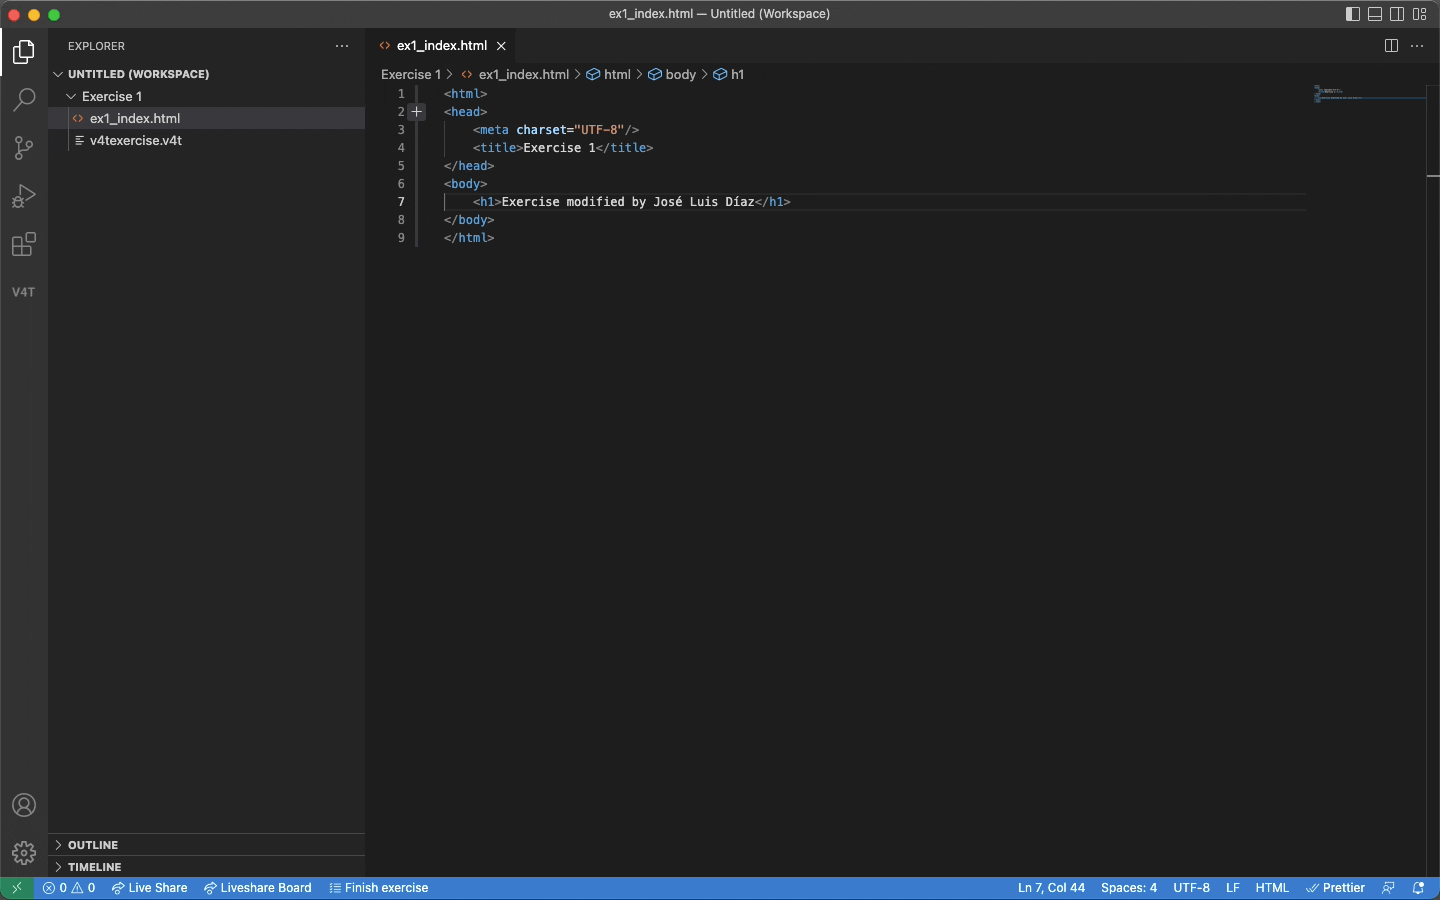 ex1_index.html — Untitled (Workspace)
EXPLORER
UNTITLED (WORKSPACE)
Exercise 1
ex1_index.html
v4texercise.v4t
V4T
OUTLINE
TIMELINE
ex1_index.html
Exercise 1 > ex1_index.html > html > body > h1
1 <html>
2 <head>
3 <meta charset="UTF-8"/>
4 <title>Exercise 1</title>
5 </head>
6 <body>
7 <h1>Exercise modified by José Luis Díaz</h1>
8 </body>
9 </html>
0 0 Live Share Liveshare Board Finish exercise Ln 7, Col 44 Spaces: 4 UTF-8 LF HTML Prettier